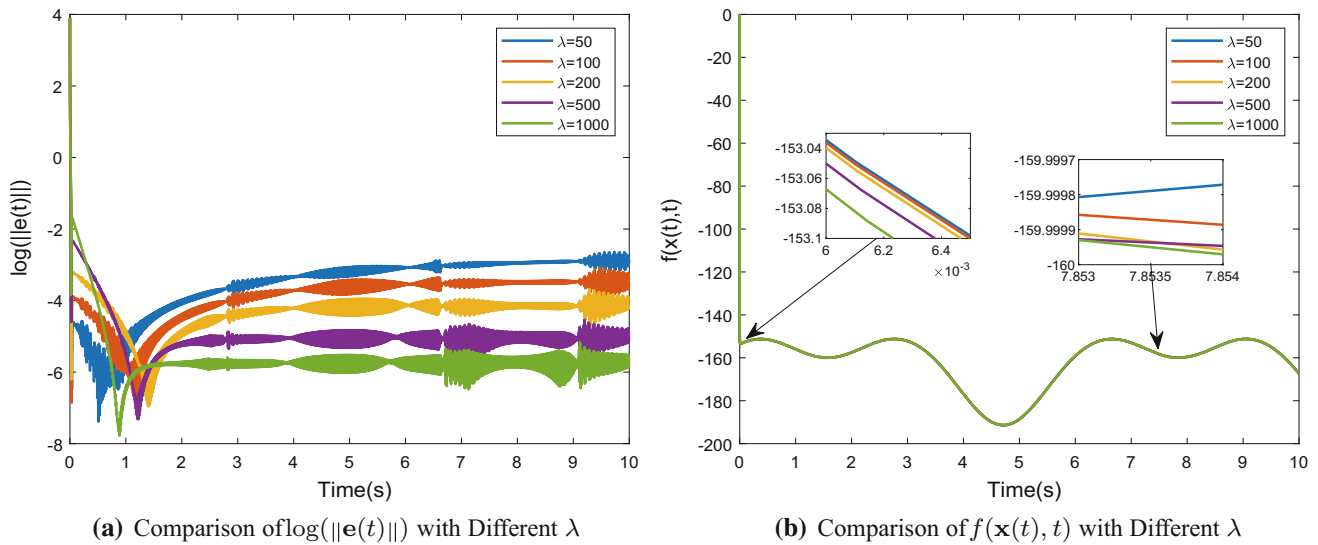 4
2
0
-2
-4
-6
-8
log(||e(t)||)
0 1 2 3 4 5 6 7 8 9 10
Time(s)
λ=50
λ=100
λ=200
λ=500
λ=1000
(a) Comparison of log(‖e(t)‖) with Different λ
0
-20
-40
-60
-80
-100
-120
-140
-160
-180
-200
f(x(t),t)
0 1 2 3 4 5 6 7 8 9 10
Time(s)
λ=50
λ=100
λ=200
λ=500
λ=1000
-153.04
-153.06
-153.08
-153.1
6 6.2 6.4
×10⁻³
-159.9997
-159.9998
-159.9999
-160
7.853 7.8535 7.854
(b) Comparison of f(x(t), t) with Different λ